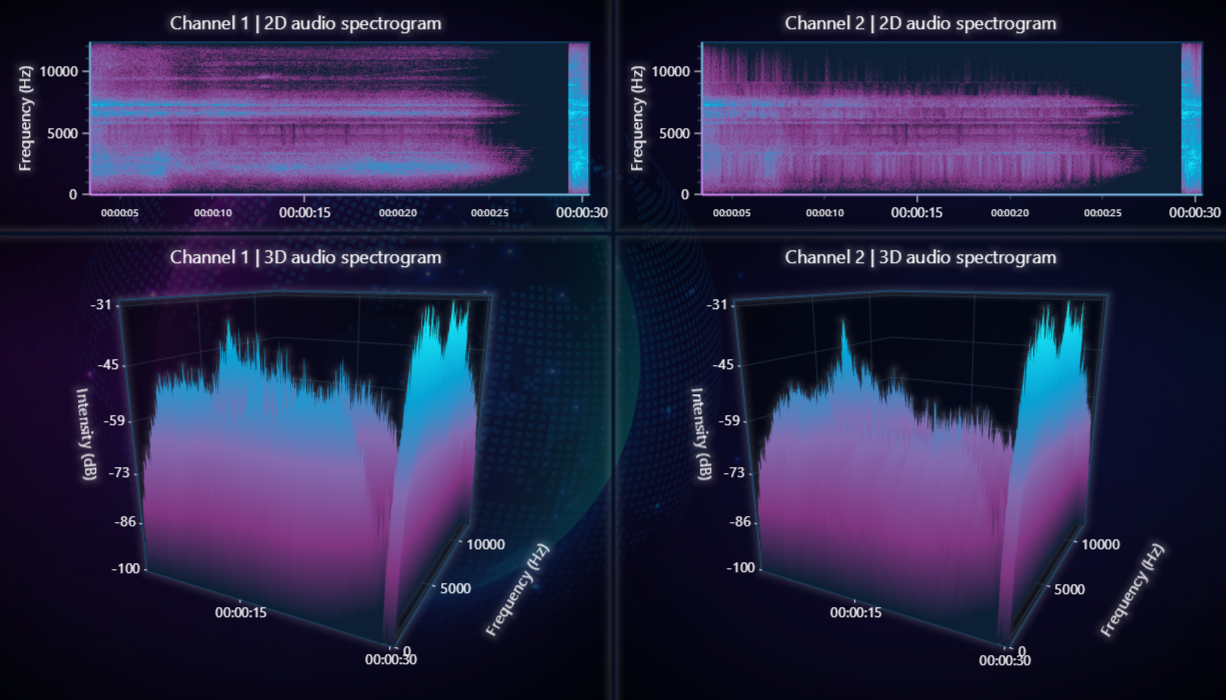 Channel 1 | 2D audio spectrogram
Frequency (Hz)
10000
5000
0
00:00:05 00:00:10 00:00:15 00:00:20 00:00:25 00:00:30
Channel 2 | 2D audio spectrogram
Frequency (Hz)
10000
5000
0
00:00:05 00:00:10 00:00:15 00:00:20 00:00:25 00:00:30
Channel 1 | 3D audio spectrogram
Intensity (dB)
-31
-45
-59
-73
-86
-100
00:00:15
00:00:30
0
5000
10000
Frequency (Hz)
Channel 2 | 3D audio spectrogram
Intensity (dB)
-31
-45
-59
-73
-86
-100
00:00:15
00:00:30
0
5000
10000
Frequency (Hz)